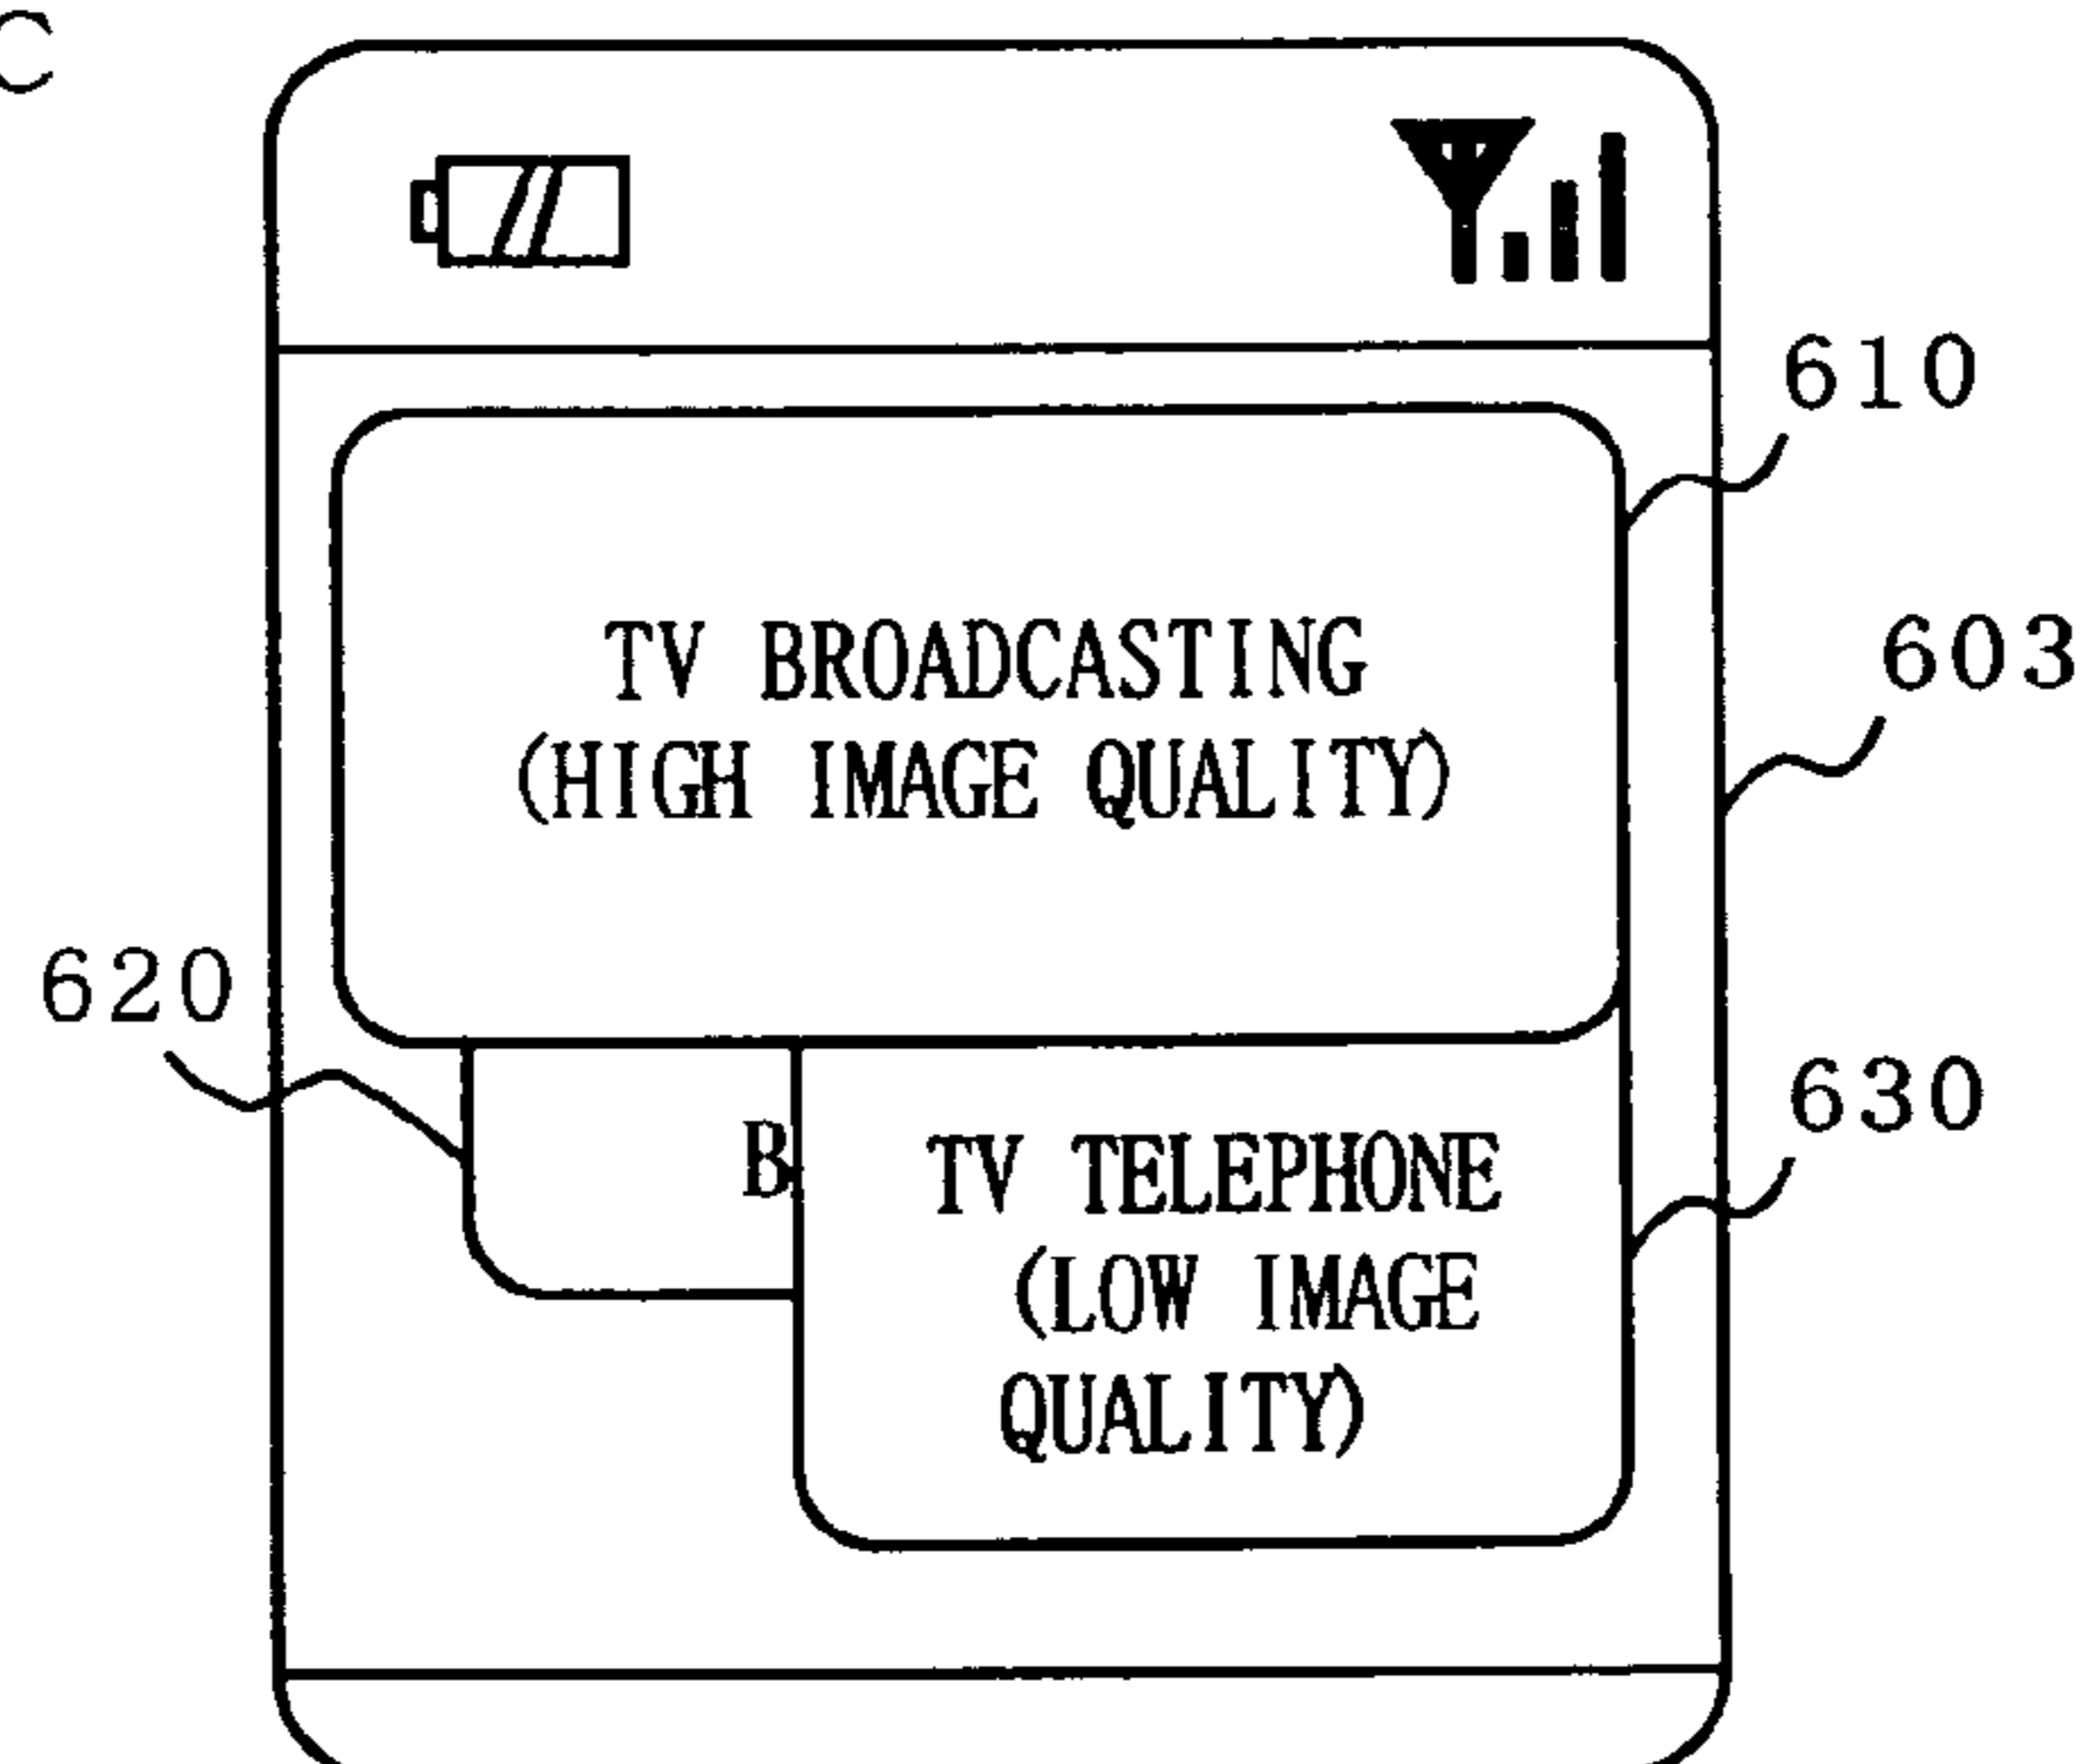 C
610
TV BROADCASTING
(HIGH IMAGE QUALITY)
603
620
630
B
TV TELEPHONE
(LOW IMAGE
QUALITY)